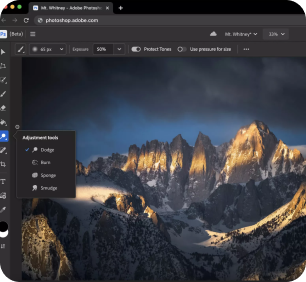 Mt. Whitney - Adobe Photosh
photoshop.adobe.com
Ps (Beta) Mt. Whitney* 33%
65 px Exposure: 50% Protect Tones Use pressure for size
Adjustment tools
Dodge
Burn
Sponge
Smudge